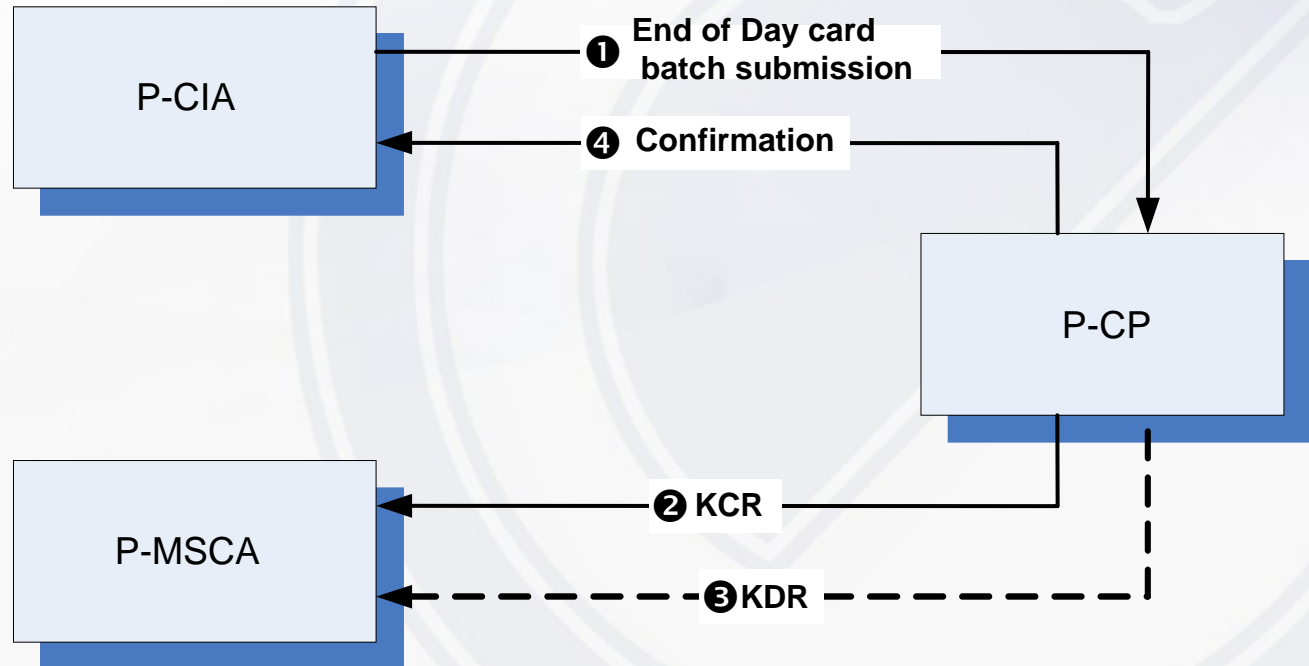 P-CIA
❶ End of Day card
batch submission
❹ Confirmation
P-CP
❷ KCR
P-MSCA
❸KDR